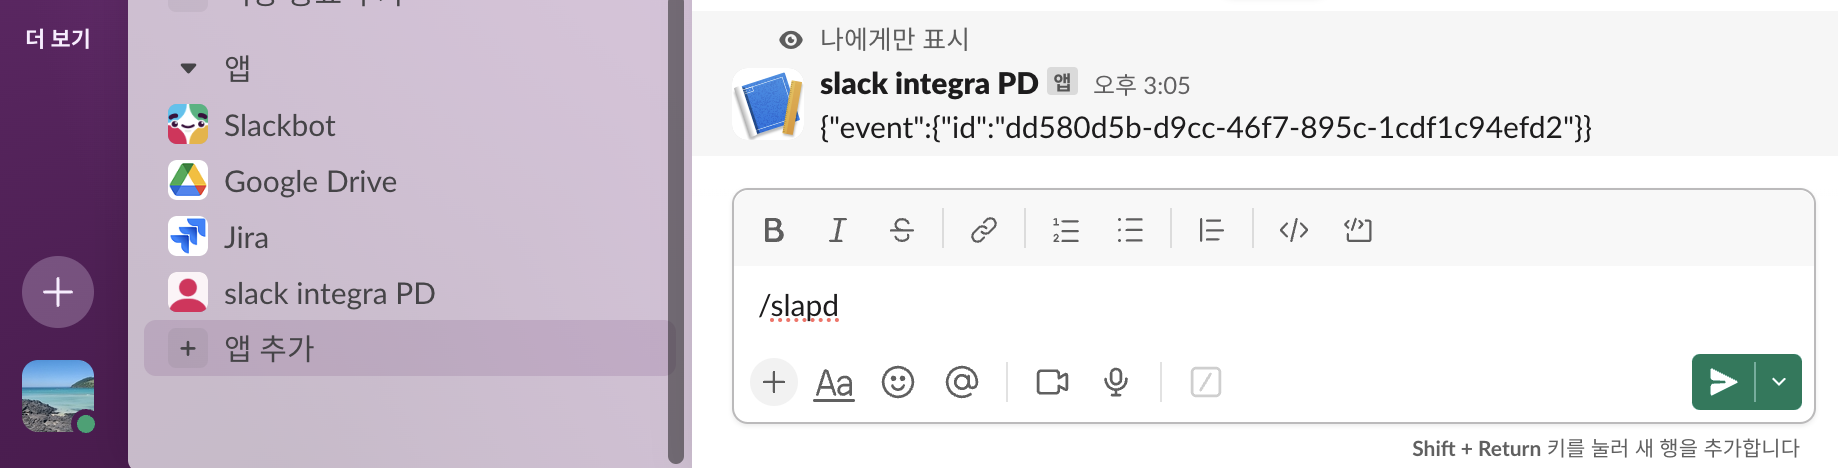 더 보기
앱
Slackbot
Google Drive
Jira
slack integra PD
앱 추가
나에게만 표시
slack integra PD 앱 오후 3:05
{"event":{"id":"dd580d5b-d9cc-46f7-895c-1cdf1c94efd2"}}
/slapd
Shift + Return 키를 눌러 새 행을 추가합니다